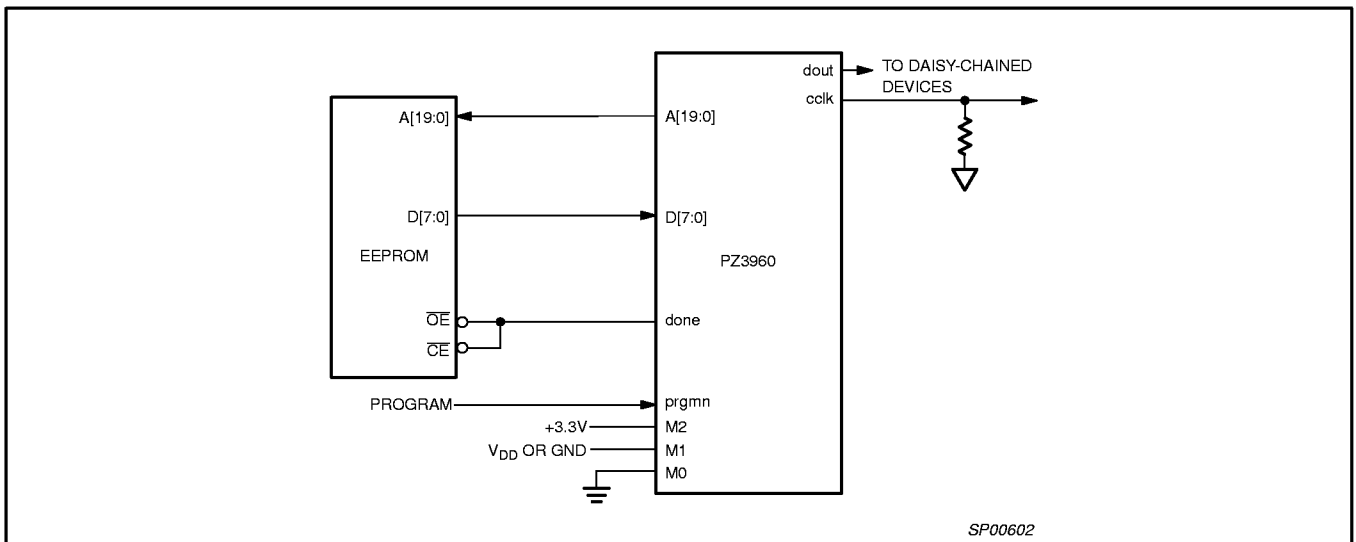 dout
TO DAISY-CHAINED
DEVICES
cclk
A[19:0]
A[19:0]
D[7:0]
D[7:0]
EEPROM
PZ3960
OE
done
CE
PROGRAM
prgmn
+3.3V
M2
VDD OR GND
M1
M0
SP00602